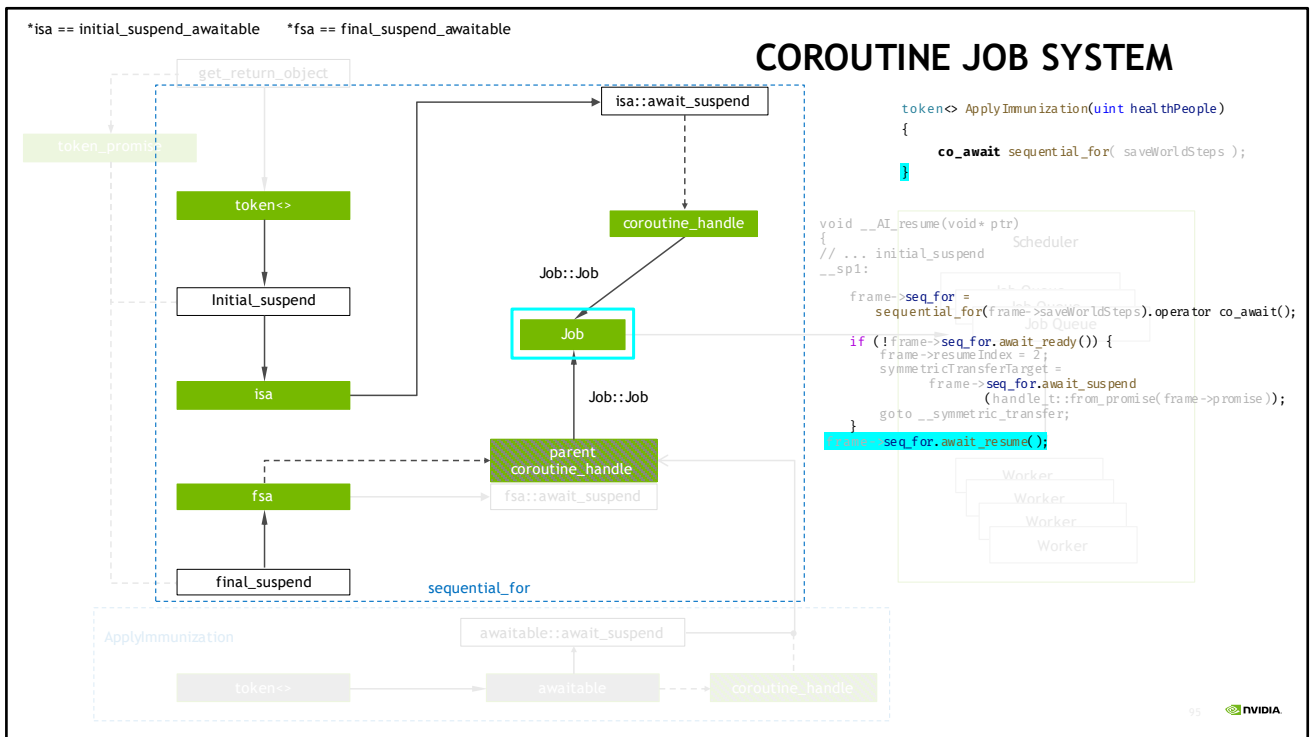 *isa == initial_suspend_awaitable *fsa == final_suspend_awaitable
COROUTINE JOB SYSTEM
get_return_object
isa::await_suspend
token_promise
token<>
coroutine_handle
Job::Job
Initial_suspend
Job
isa
Job::Job
parent
coroutine_handle
fsa
fsa::await_suspend
final_suspend
sequential_for
ApplyImmunization
awaitable::await_suspend
token<>
awaitable
coroutine_handle
token<> ApplyImmunization(uint healthPeople)
{
co_await sequential_for( saveWorldSteps );
}
void __AI_resume(void* ptr)
{
// ... initial_suspend
__sp1:
frame->seq_for =
sequential_for(frame->saveWorldSteps).operator co_await();
if (!frame->seq_for.await_ready()) {
frame->resumeIndex = 2;
symmetricTransferTarget =
frame->seq_for.await_suspend
(handle_t::from_promise(frame->promise));
goto __symmetric_transfer;
}
frame->seq_for.await_resume();
Scheduler
Job Queue
Job Queue
Job Queue
Worker
Worker
Worker
Worker
95
NVIDIA.